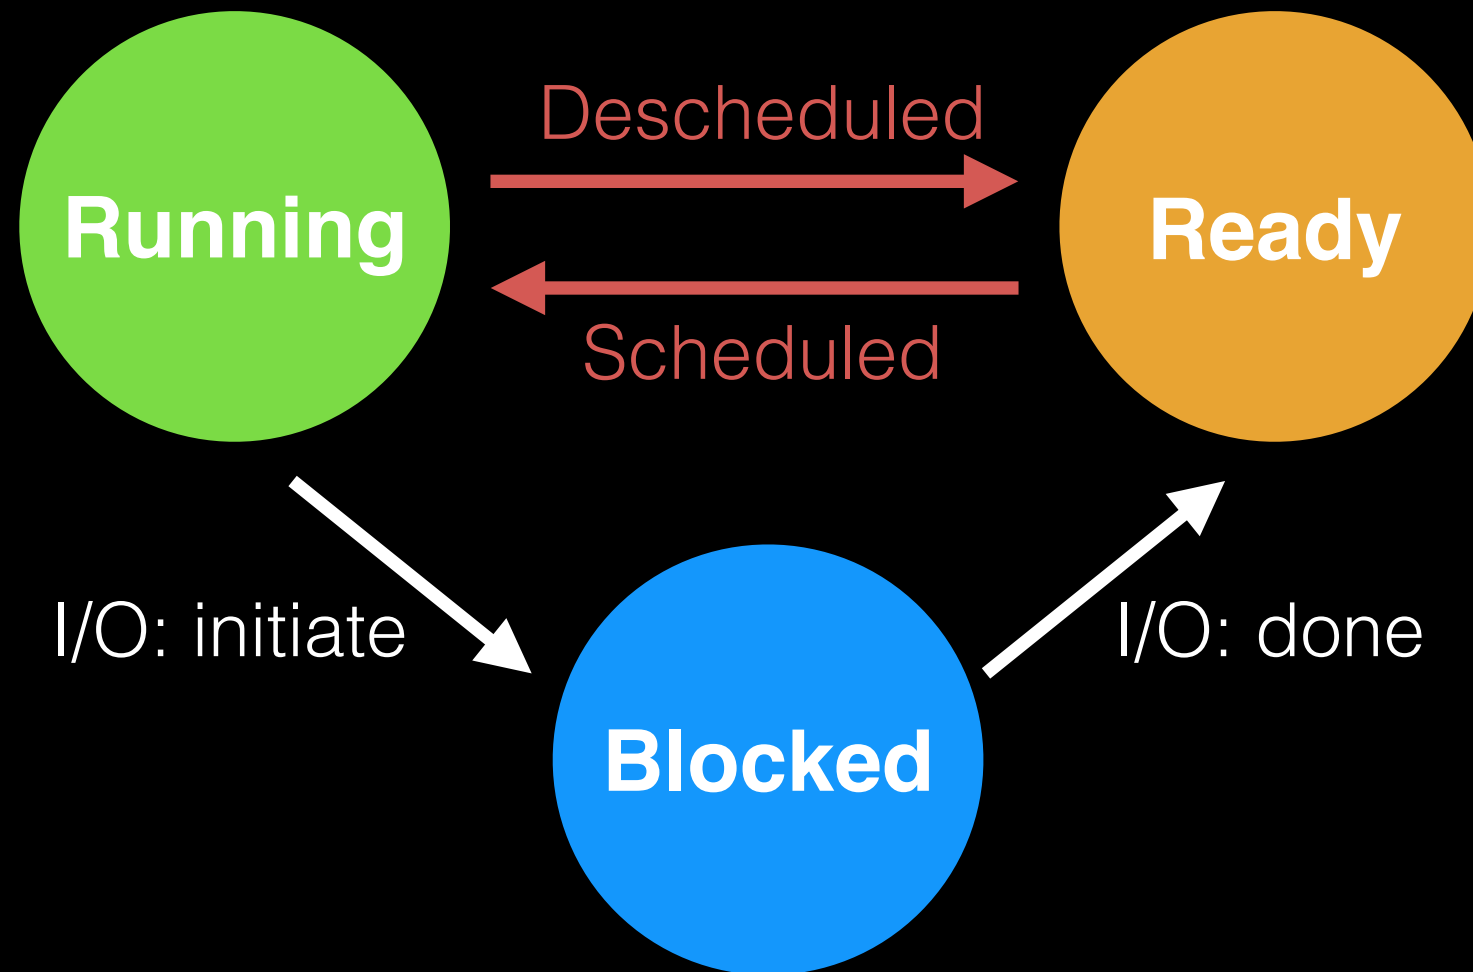 Descheduled
Running
Ready
Scheduled
I/O: initiate
I/O: done
Blocked